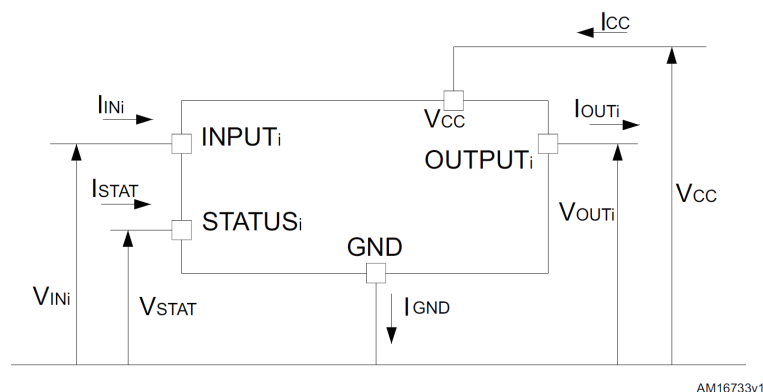 ICC
IINi
VCC
IOUTi
INPUTi
OUTPUTi
ISTAT
VCC
STATUSi
VOUTi
GND
VINi
VSTAT
IGND
AM16733v1